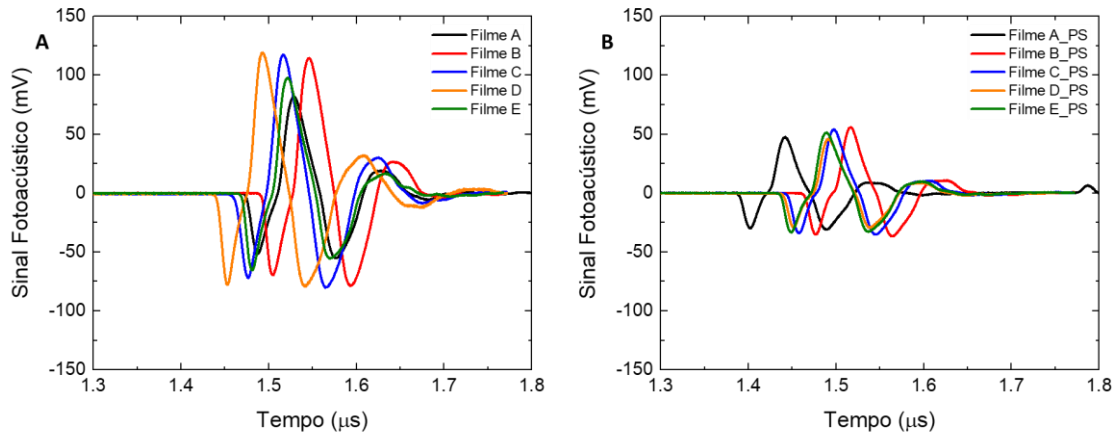 A
Filme A
Filme B
Filme C
Filme D
Filme E
150
100
50
0
-50
-100
-150
Sinal Fotoacústico (mV)
1.3 1.4 1.5 1.6 1.7 1.8
Tempo (μs)
B
Filme A_PS
Filme B_PS
Filme C_PS
Filme D_PS
Filme E_PS
150
100
50
0
-50
-100
-150
Sinal Fotoacústico (mV)
1.3 1.4 1.5 1.6 1.7 1.8
Tempo (μs)